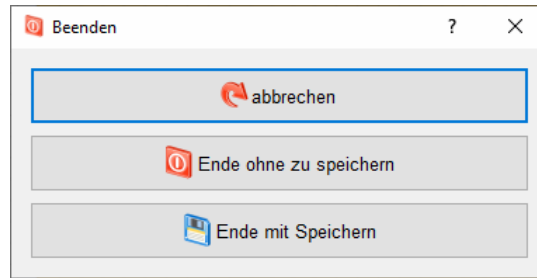 Beenden ?
abbrechen
Ende ohne zu speichern
Ende mit Speichern